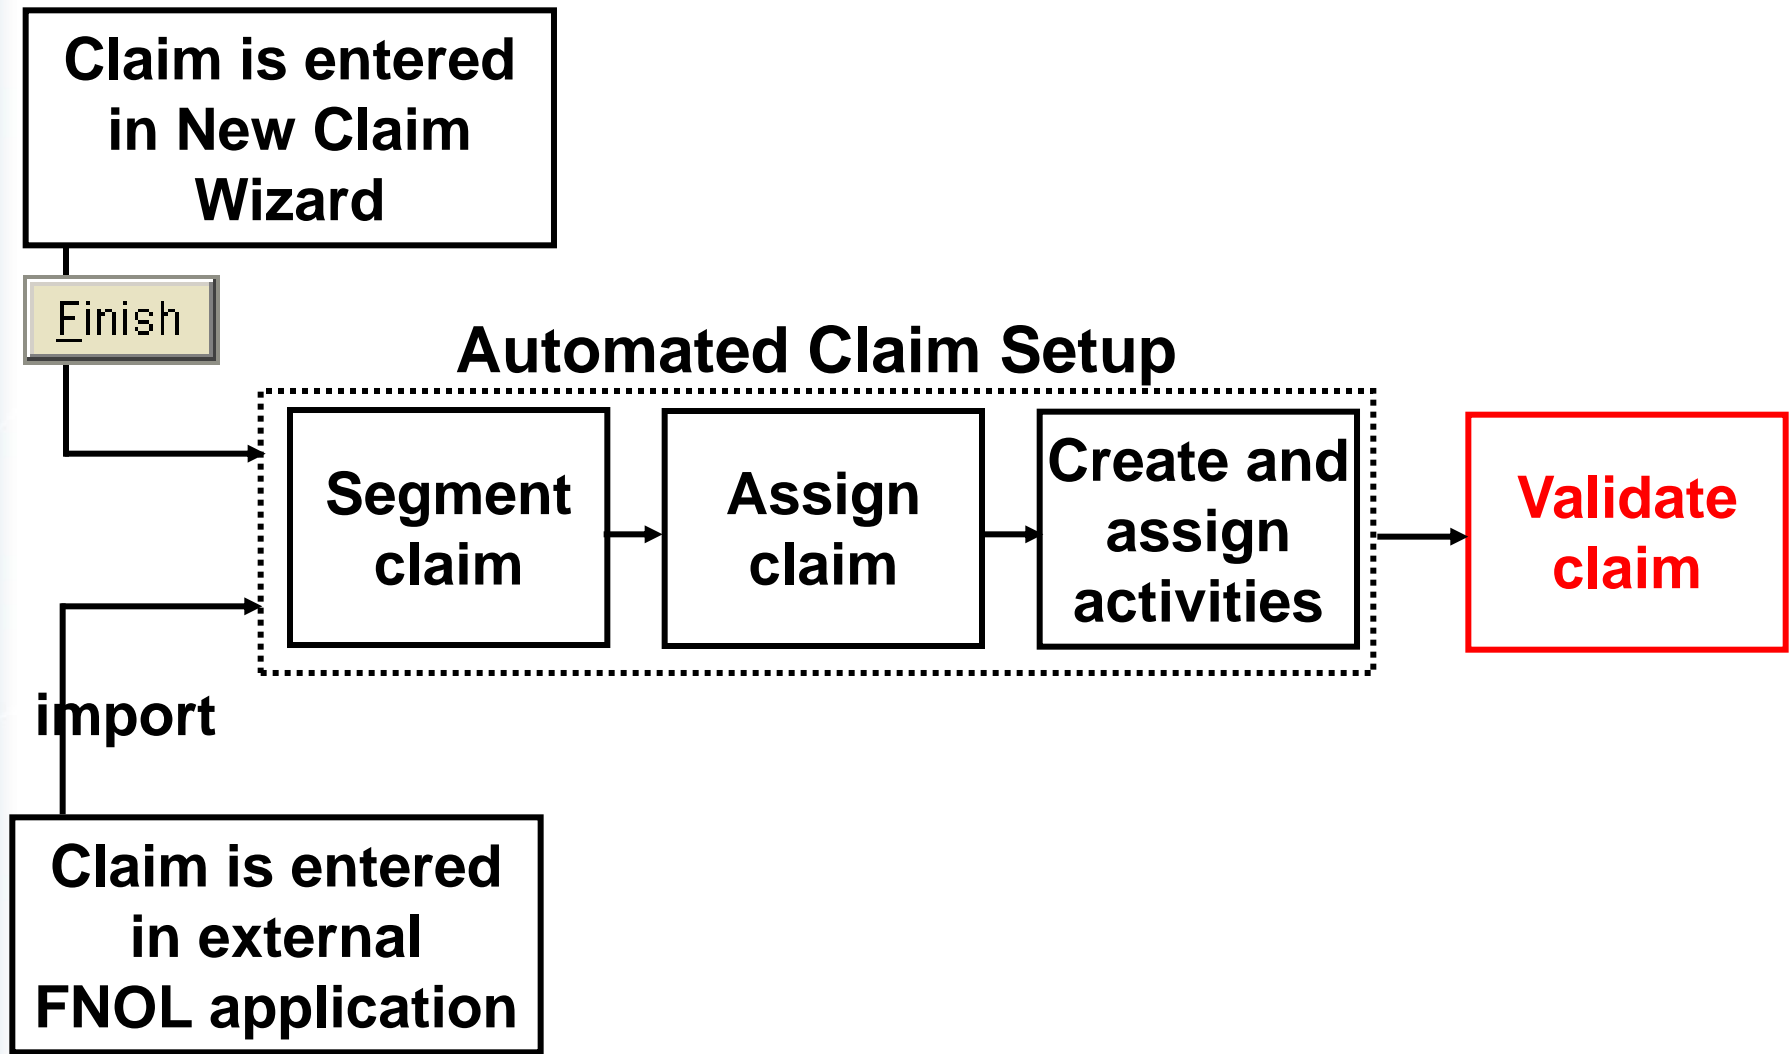 Claim is entered
in New Claim
Wizard
Finish
Automated Claim Setup
Segment
claim
Assign
claim
Create and
assign
activities
Validate
claim
import
Claim is entered
in external
FNOL application